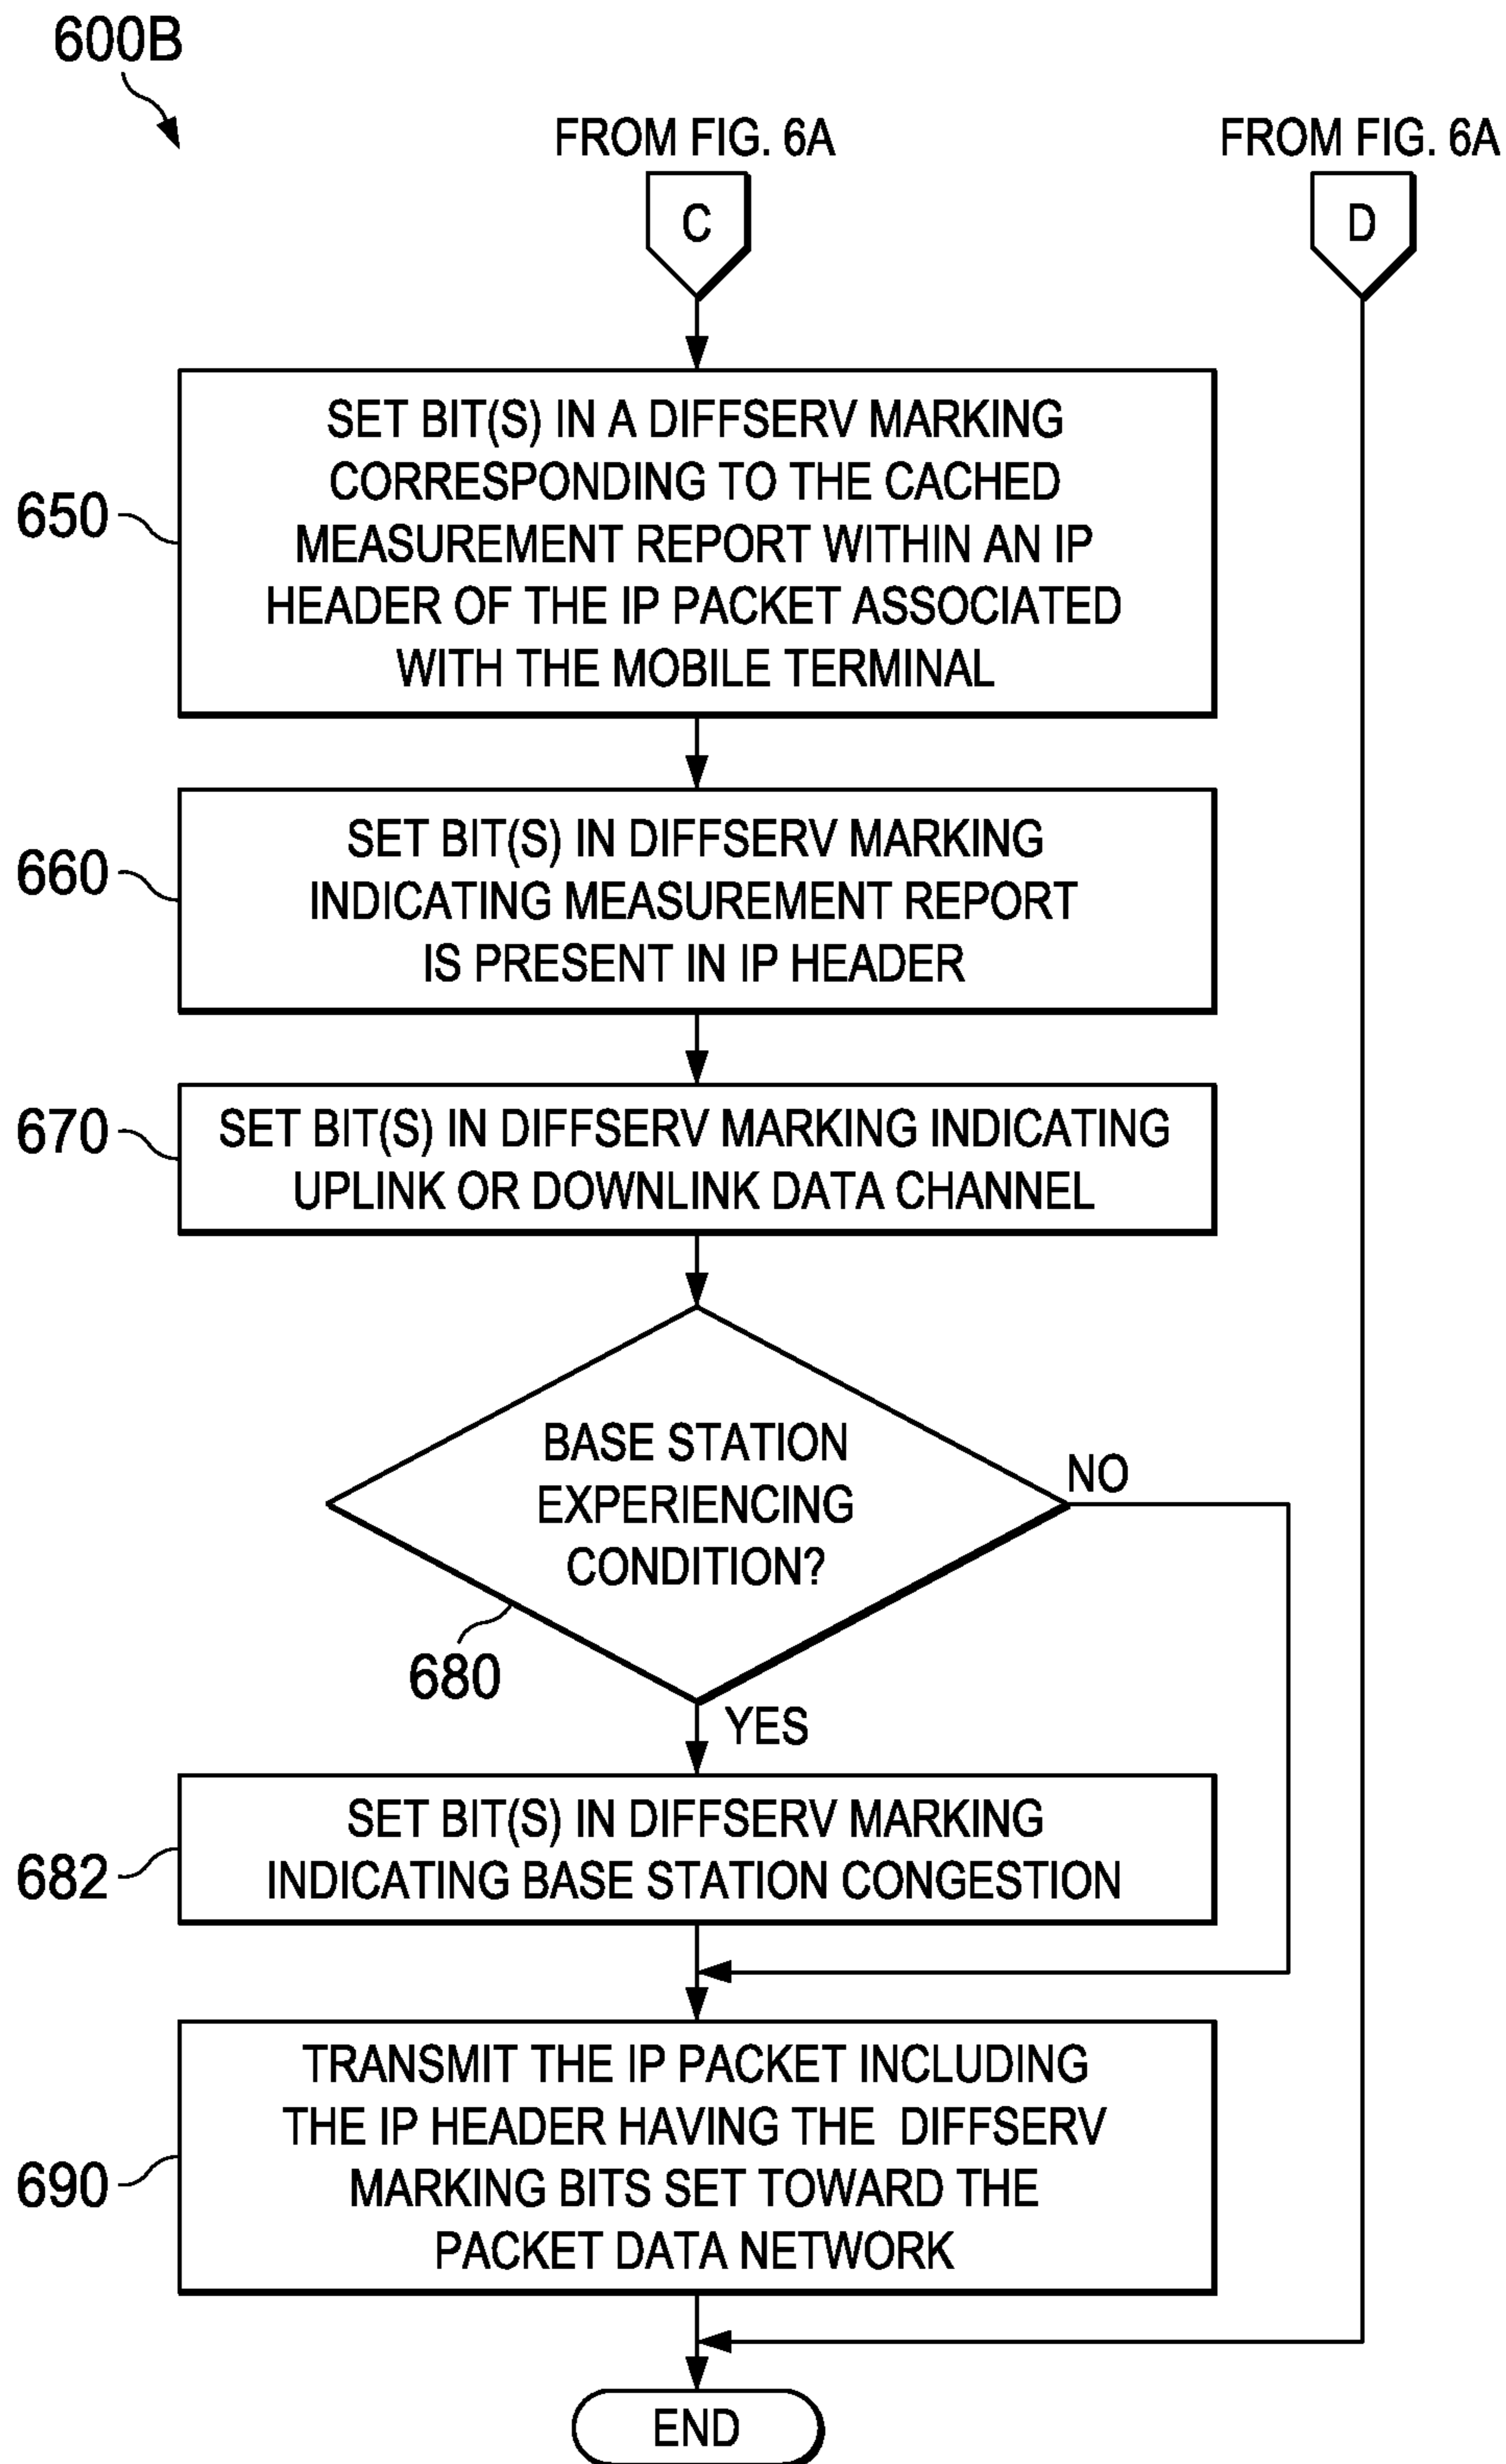 600B
FROM FIG. 6A
C
FROM FIG. 6A
D
650
SET BIT(S) IN A DIFFSERV MARKING
CORRESPONDING TO THE CACHED
MEASUREMENT REPORT WITHIN AN IP
HEADER OF THE IP PACKET ASSOCIATED
WITH THE MOBILE TERMINAL
660
SET BIT(S) IN DIFFSERV MARKING
INDICATING MEASUREMENT REPORT
IS PRESENT IN IP HEADER
670
SET BIT(S) IN DIFFSERV MARKING INDICATING
UPLINK OR DOWNLINK DATA CHANNEL
BASE STATION
EXPERIENCING
CONDITION?
NO
680
YES
682
SET BIT(S) IN DIFFSERV MARKING
INDICATING BASE STATION CONGESTION
690
TRANSMIT THE IP PACKET INCLUDING
THE IP HEADER HAVING THE DIFFSERV
MARKING BITS SET TOWARD THE
PACKET DATA NETWORK
END